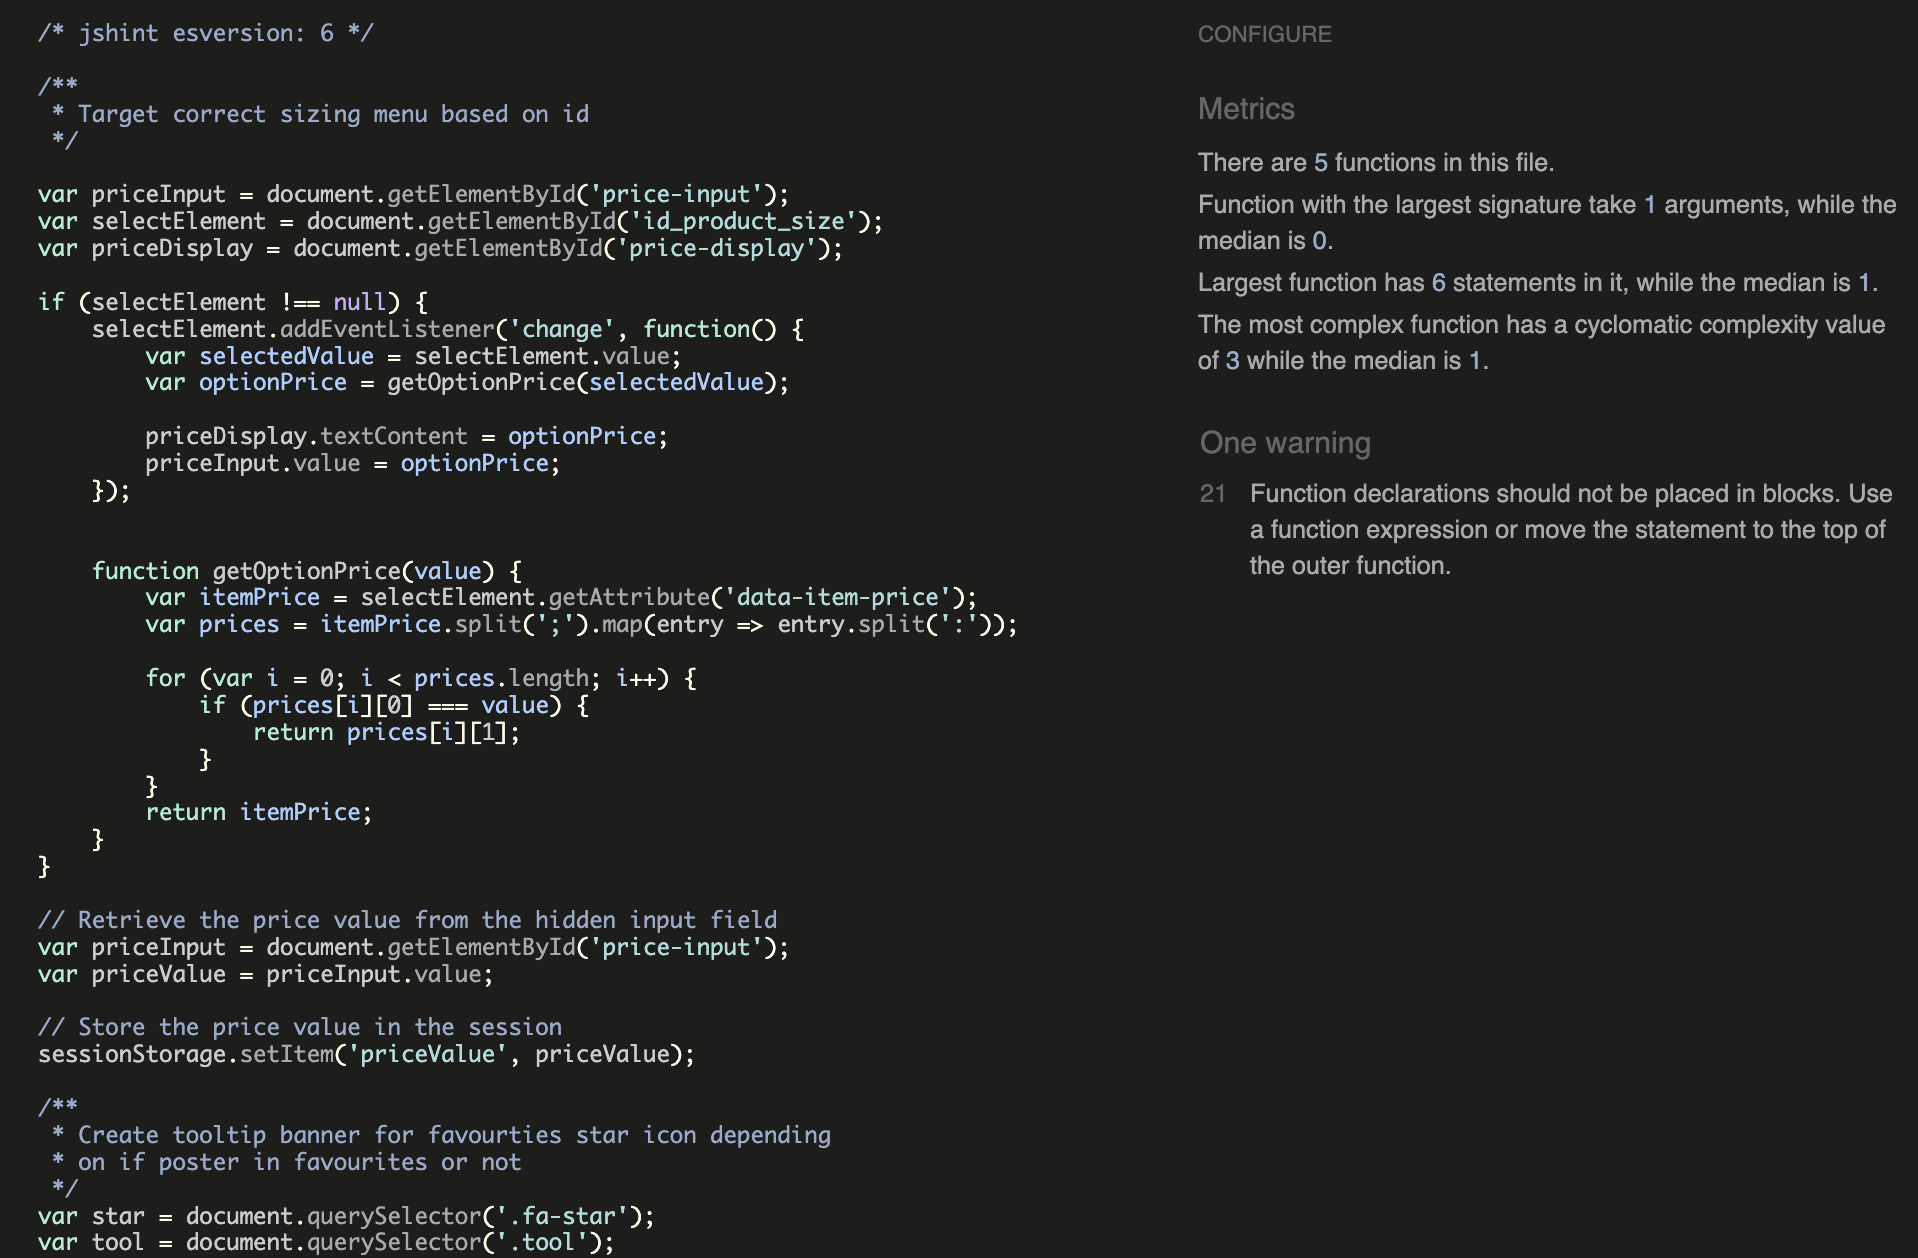 /* jshint esversion: 6 */
/**
 * Target correct sizing menu based on id
 */
var priceInput = document.getElementById('price-input');
var selectElement = document.getElementById('id_product_size');
var priceDisplay = document.getElementById('price-display');
if (selectElement !== null) {
    selectElement.addEventListener('change', function() {
        var selectedValue = selectElement.value;
        var optionPrice = getOptionPrice(selectedValue);
        priceDisplay.textContent = optionPrice;
        priceInput.value = optionPrice;
    });
    function getOptionPrice(value) {
        var itemPrice = selectElement.getAttribute('data-item-price');
        var prices = itemPrice.split(';').map(entry => entry.split(':'));
        for (var i = 0; i < prices.length; i++) {
            if (prices[i][0] === value) {
                return prices[i][1];
            }
        }
        return itemPrice;
    }
}
// Retrieve the price value from the hidden input field
var priceInput = document.getElementById('price-input');
var priceValue = priceInput.value;
// Store the price value in the session
sessionStorage.setItem('priceValue', priceValue);
/**
 * Create tooltip banner for favourties star icon depending
 * on if poster in favourites or not
 */
var star = document.querySelector('.fa-star');
var tool = document.querySelector('.tool');
CONFIGURE
Metrics
There are 5 functions in this file.
Function with the largest signature take 1 arguments, while the
median is 0.
Largest function has 6 statements in it, while the median is 1.
The most complex function has a cyclomatic complexity value
of 3 while the median is 1.
One warning
21 Function declarations should not be placed in blocks. Use
a function expression or move the statement to the top of
the outer function.